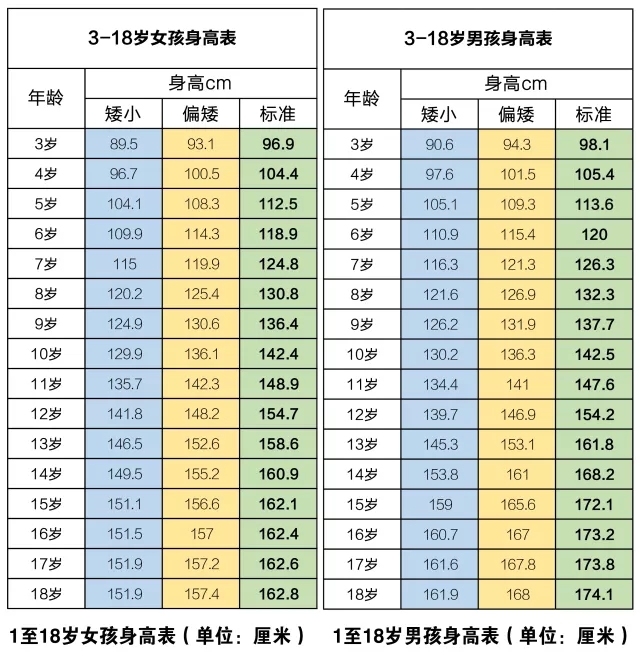 3-18岁女孩身高表
年龄 身高cm
矮小 偏矮 标准
3岁 89.5 93.1 96.9
4岁 96.7 100.5 104.4
5岁 104.1 108.3 112.5
6岁 109.9 114.3 118.9
7岁 115 119.9 124.8
8岁 120.2 125.4 130.8
9岁 124.9 130.6 136.4
10岁 129.9 136.1 142.4
11岁 135.7 142.3 148.9
12岁 141.8 148.2 154.7
13岁 146.5 152.6 158.6
14岁 149.5 155.2 160.9
15岁 151.1 156.6 162.1
16岁 151.5 157 162.4
17岁 151.9 157.2 162.6
18岁 151.9 157.4 162.8
1至18岁女孩身高表（单位：厘米）
3-18岁男孩身高表
年龄 身高cm
矮小 偏矮 标准
3岁 90.6 94.3 98.1
4岁 97.6 101.5 105.4
5岁 105.1 109.3 113.6
6岁 110.9 115.4 120
7岁 116.3 121.3 126.3
8岁 121.6 126.9 132.3
9岁 126.2 131.9 137.7
10岁 130.2 136.3 142.5
11岁 134.4 141 147.6
12岁 139.7 146.9 154.2
13岁 145.3 153.1 161.8
14岁 153.8 161 168.2
15岁 159 165.6 172.1
16岁 160.7 167 173.2
17岁 161.6 167.8 173.8
18岁 161.9 168 174.1
1至18岁男孩身高表（单位：厘米）